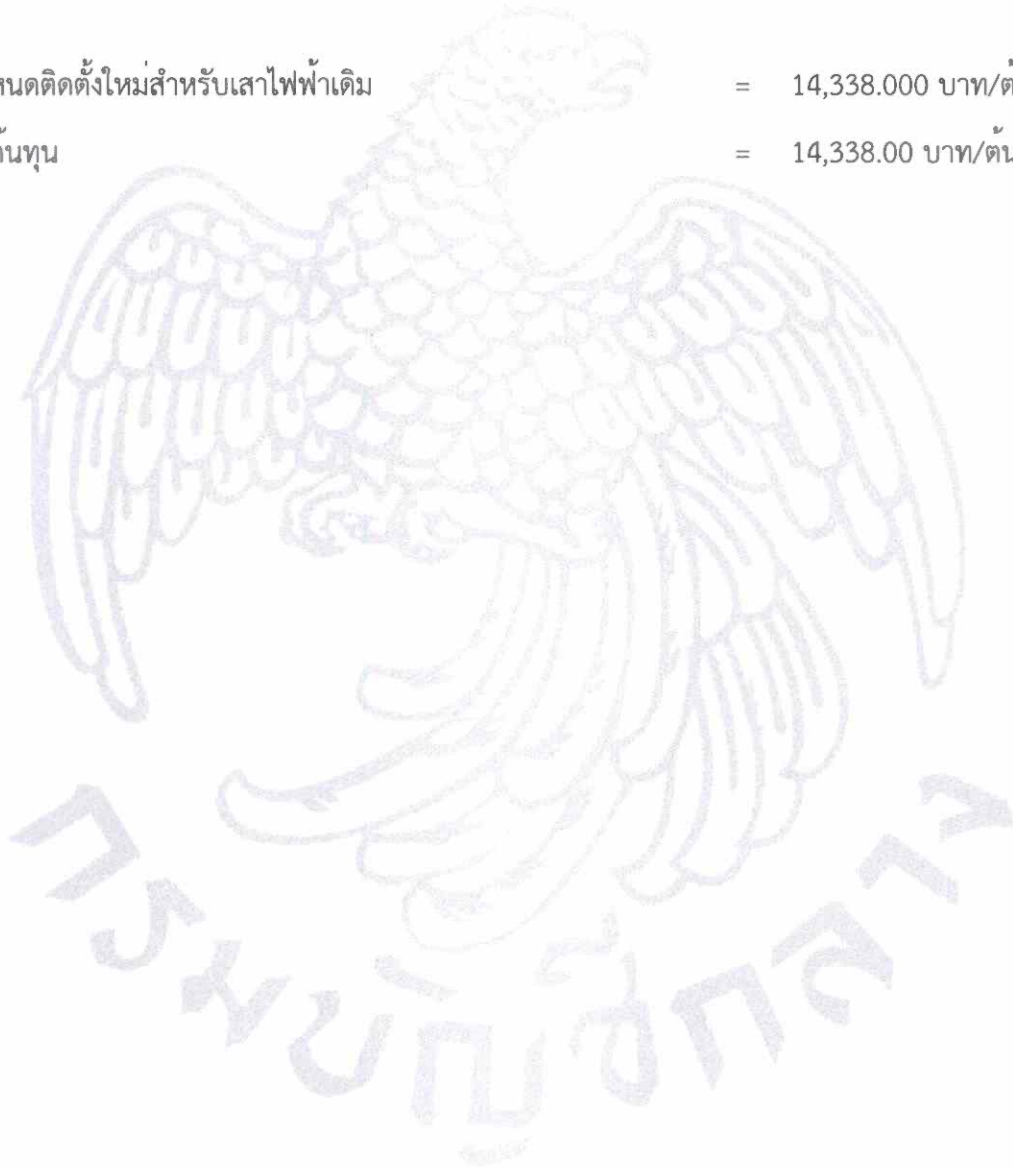 หนดติดตั้งใหม่สำหรับเสาไฟฟ้าเดิม = 14,338.000 บาท/ต้
้นทุน = 14,338.00 บาท/ต้น
กรมบัญชีกลาง